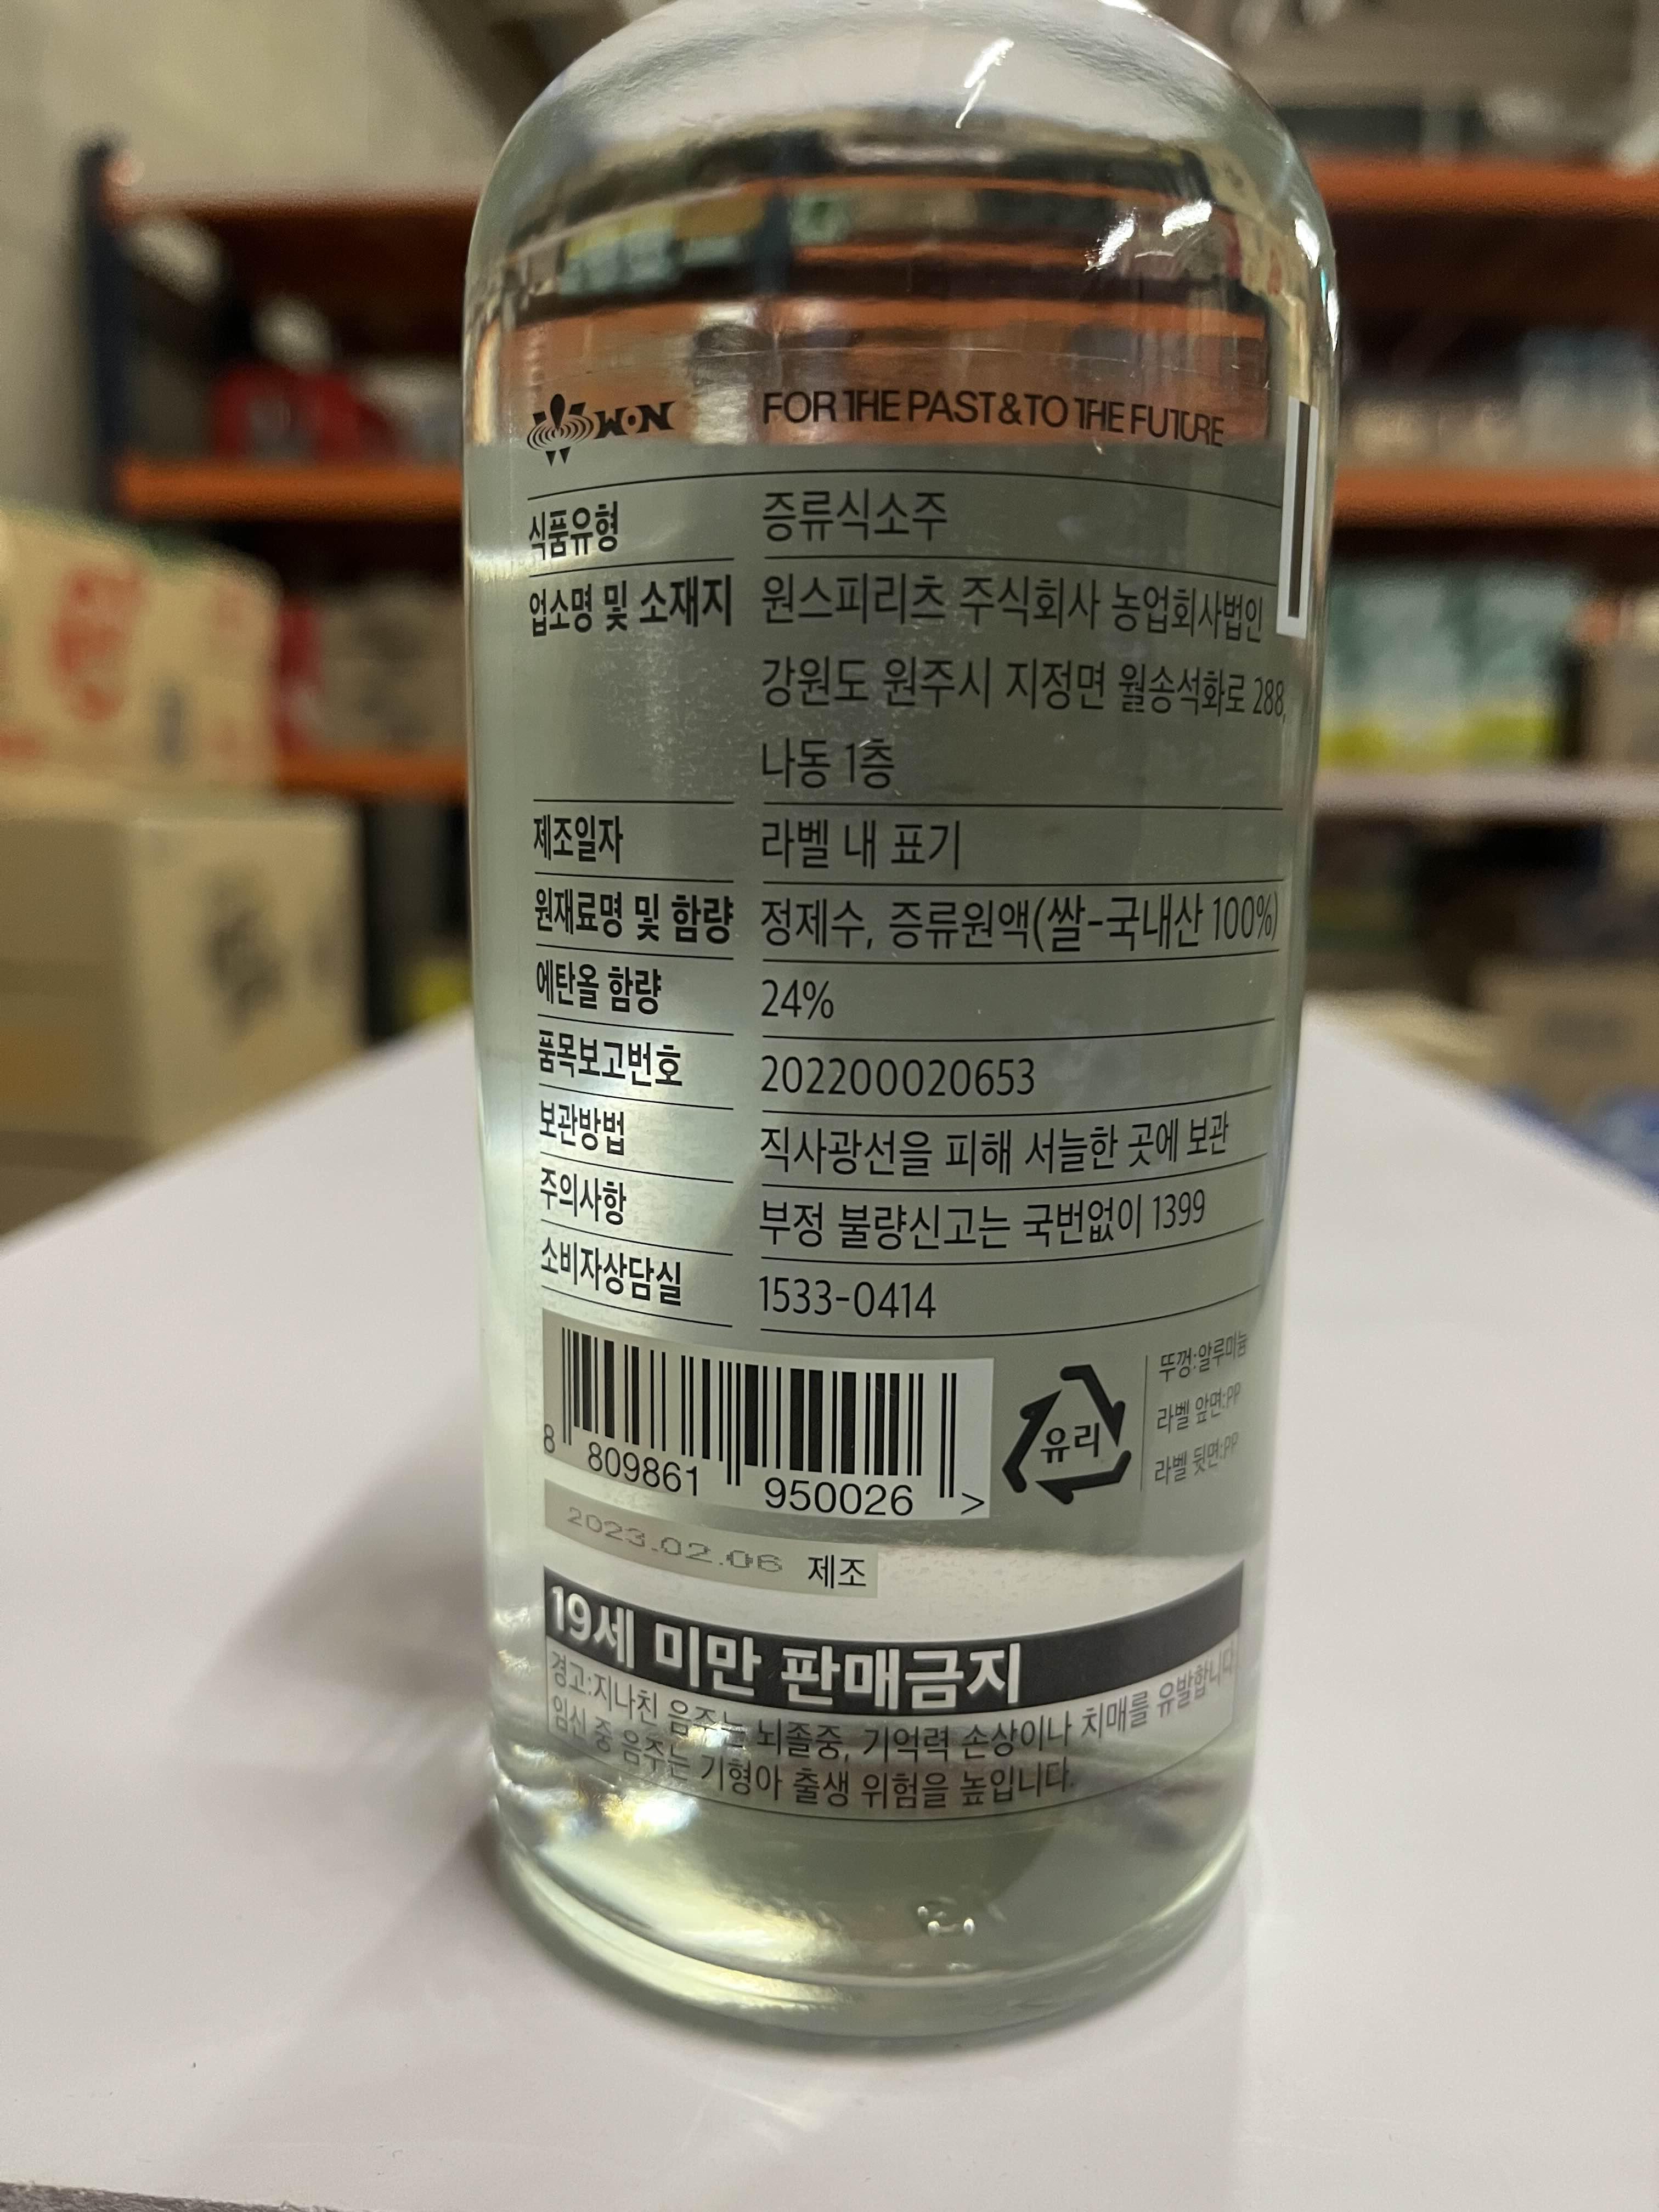 WON FOR THE PAST & TO THE FUTURE
식품유형 증류식소주
업소명 및 소재지 원스피리츠 주식회사 농업회사법인
강원도 원주시 지정면 월송석화로 288,
나동 1층
제조일자 라벨 내 표기
원재료명 및 함량 정제수, 증류원액(쌀-국내산 100%)
에탄올 함량 24%
품목보고번호 202200020653
보관방법 직사광선을 피해 서늘한 곳에 보관
주의사항 부정 불량신고는 국번없이 1399
소비자상담실 1533-0414
뚜껑:알루미늄
라벨 앞면:PP
라벨 뒷면:PP
유리
8 809861 950026 >
2023.02.06 제조
19세 미만 판매금지
경고:지나친 음주는 뇌졸중, 기억력 손상이나 치매를 유발합니다.
임신 중 음주는 기형아 출생 위험을 높입니다.